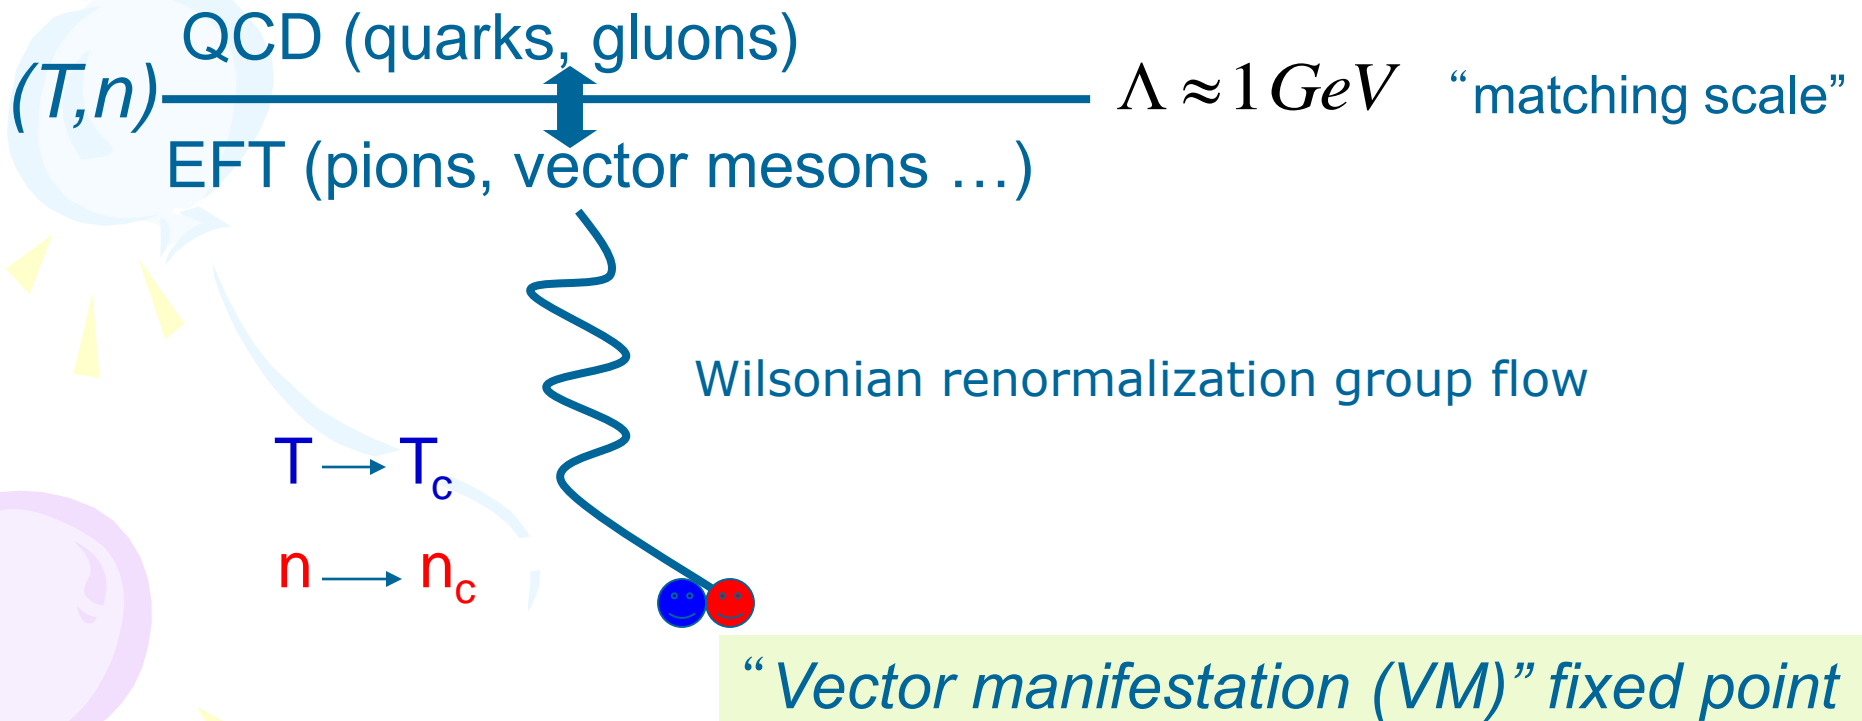 QCD (quarks, gluons)
(T,n)
Λ ≈ 1 GeV “matching scale”
EFT (pions, vector mesons …)
Wilsonian renormalization group flow
T → Tc
n → nc
“Vector manifestation (VM)” fixed point